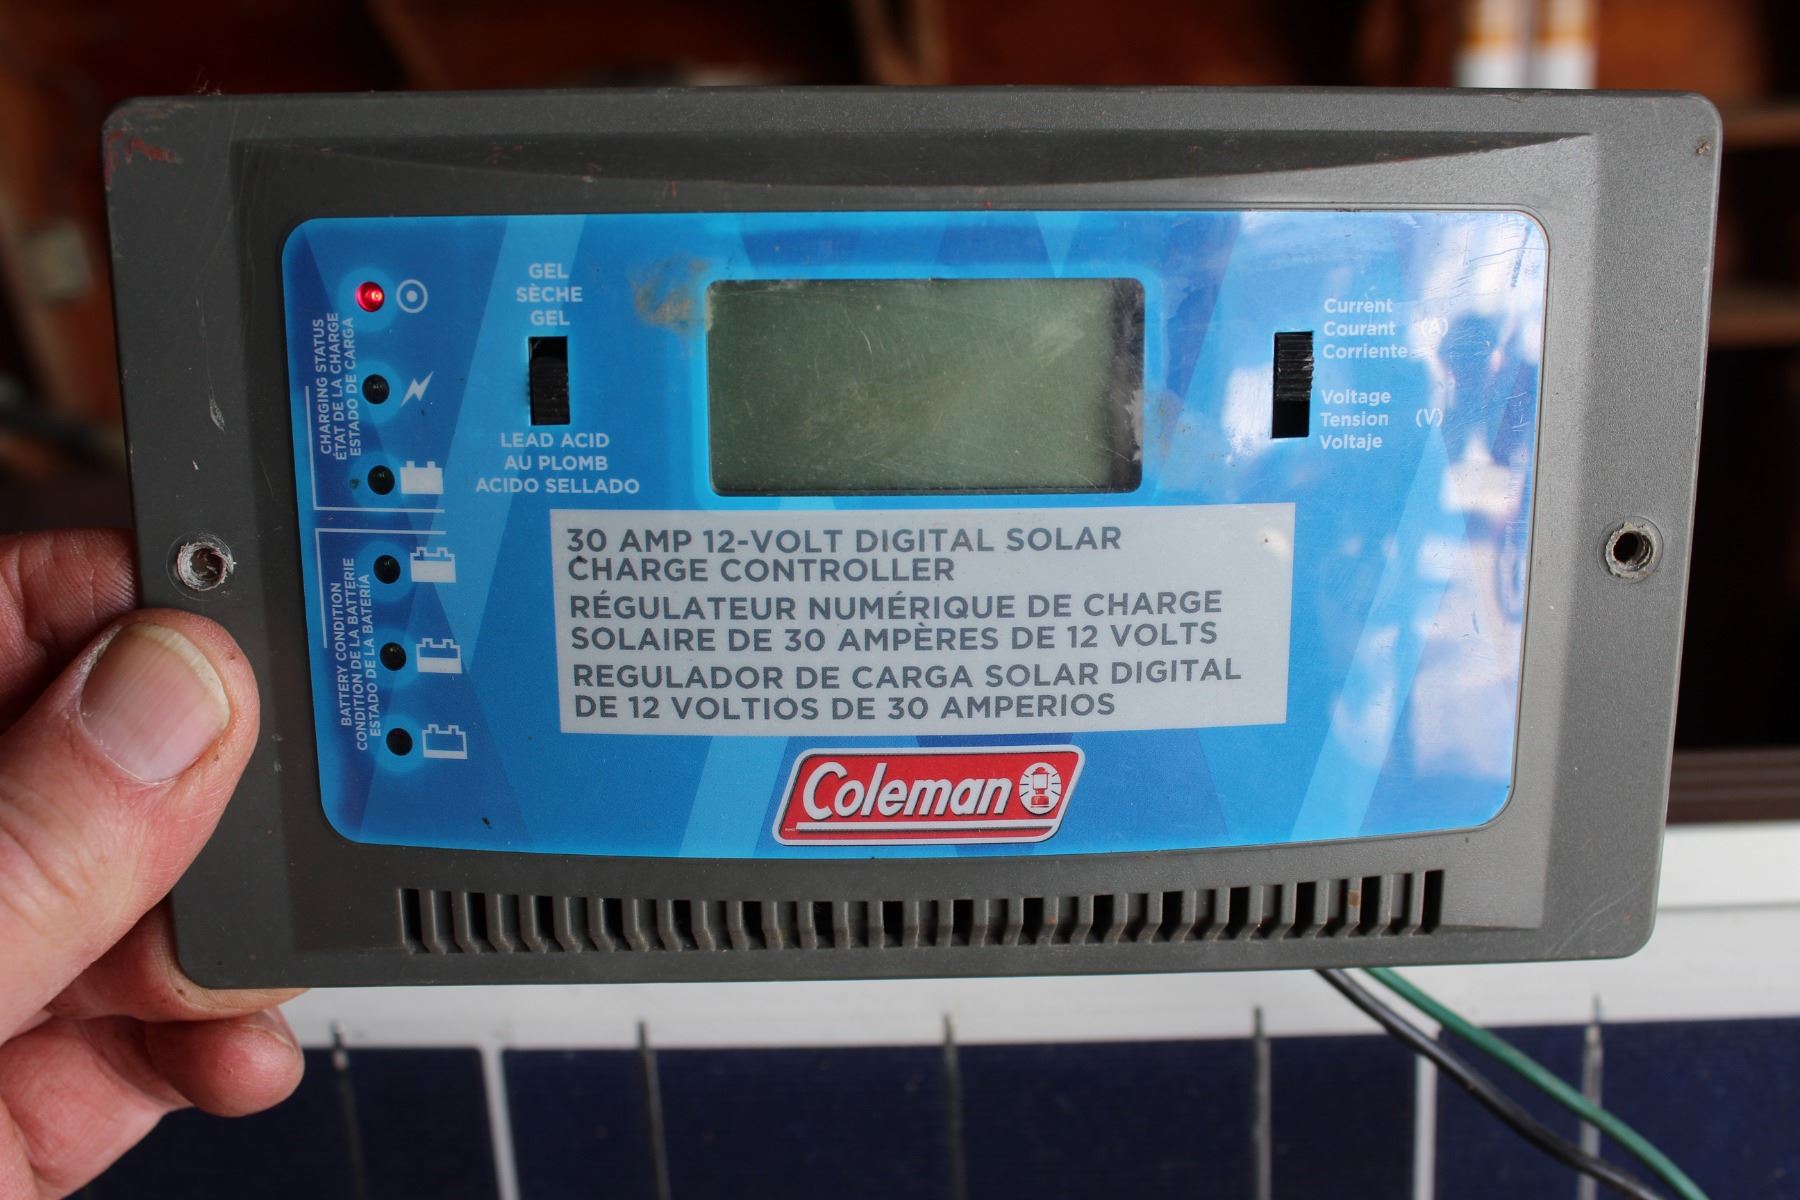 CHARGING STATUS
ÉTAT DE LA CHARGE
ESTADO DE CARGA
BATTERY CONDITION
CONDITION DE LA BATTERIE
ESTADO DE LA BATERÍA
GEL
SÈCHE
GEL
LEAD ACID
AU PLOMB
ACIDO SELLADO
Current
Courant (A)
Corriente
Voltage
Tension (V)
Voltaje
30 AMP 12-VOLT DIGITAL SOLAR
CHARGE CONTROLLER
RÉGULATEUR NUMÉRIQUE DE CHARGE
SOLAIRE DE 30 AMPÈRES DE 12 VOLTS
REGULADOR DE CARGA SOLAR DIGITAL
DE 12 VOLTIOS DE 30 AMPERIOS
Coleman